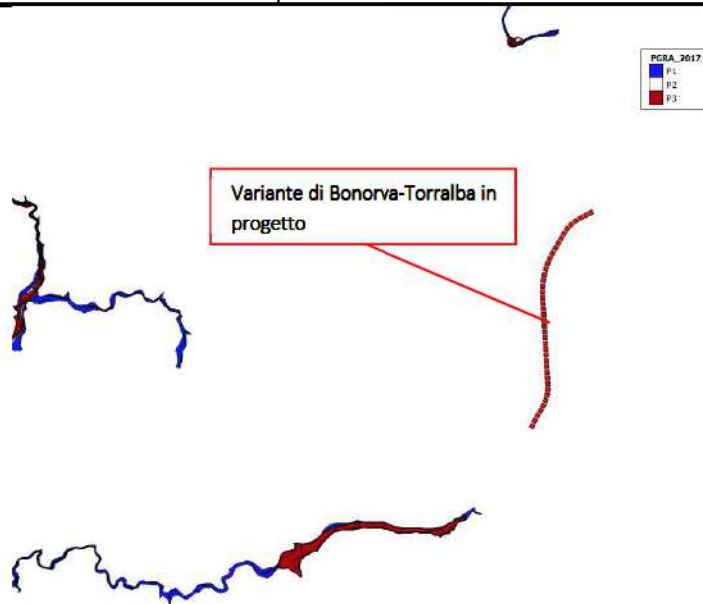 PGRA_2017
P1
P2
P3
Variante di Bonorva-Torralba in
progetto